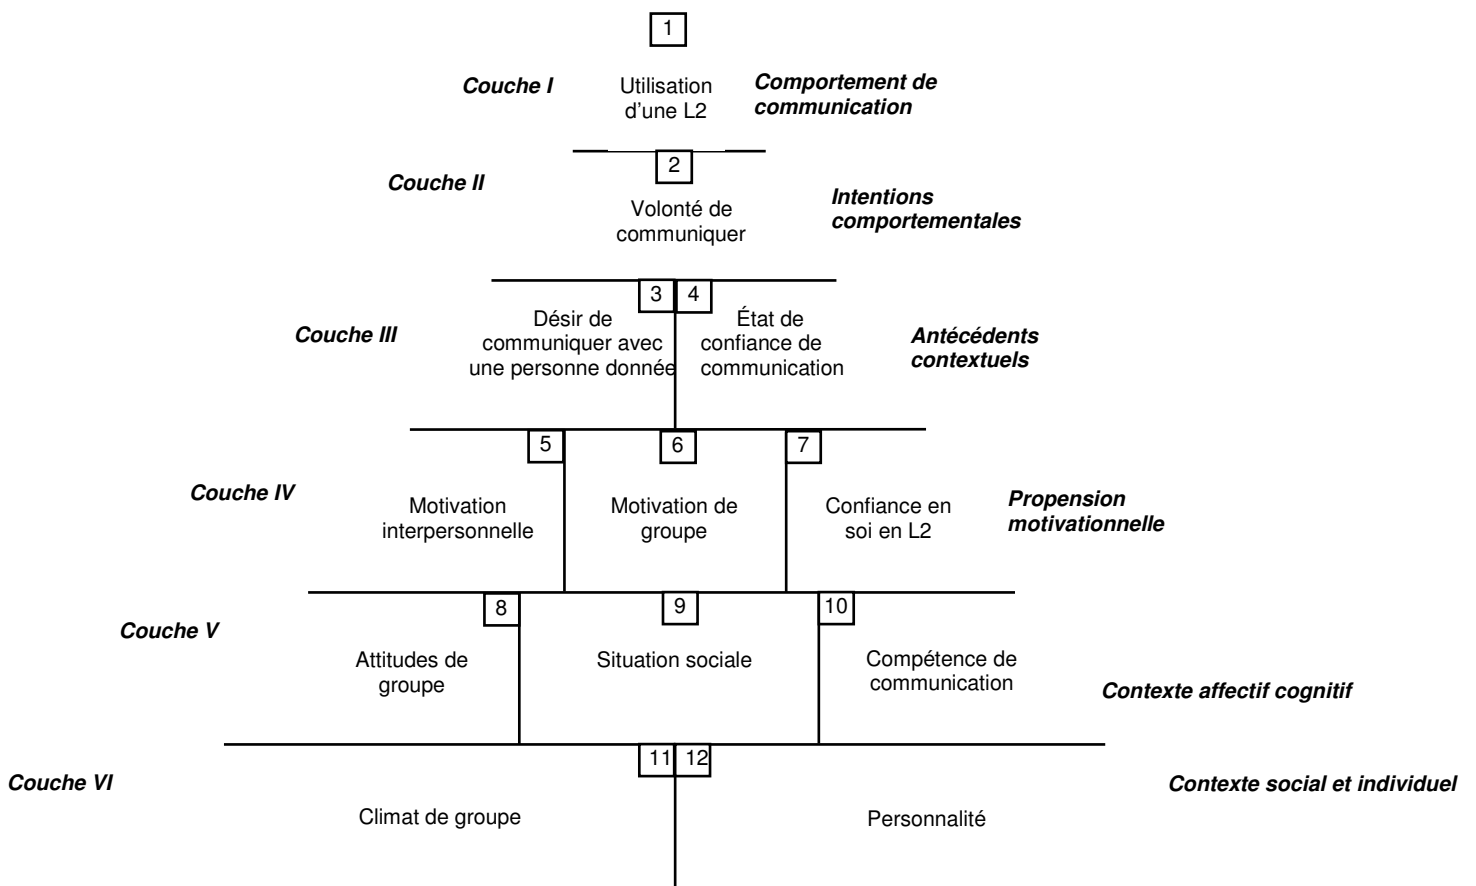 1
Couche I
Utilisation
d'une L2
Comportement de
communication
2
Couche II
Volonté de
communiquer
Intentions
comportementales
3
4
Couche III
Désir de
communiquer avec
une personne donnée
État de
confiance de
communication
Antécédents
contextuels
5
6
7
Couche IV
Motivation
interpersonnelle
Motivation de
groupe
Confiance en
soi en L2
Propension
motivationnelle
8
9
10
Couche V
Attitudes de
groupe
Situation sociale
Compétence de
communication
Contexte affectif cognitif
11
12
Couche VI
Climat de groupe
Personnalité
Contexte social et individuel